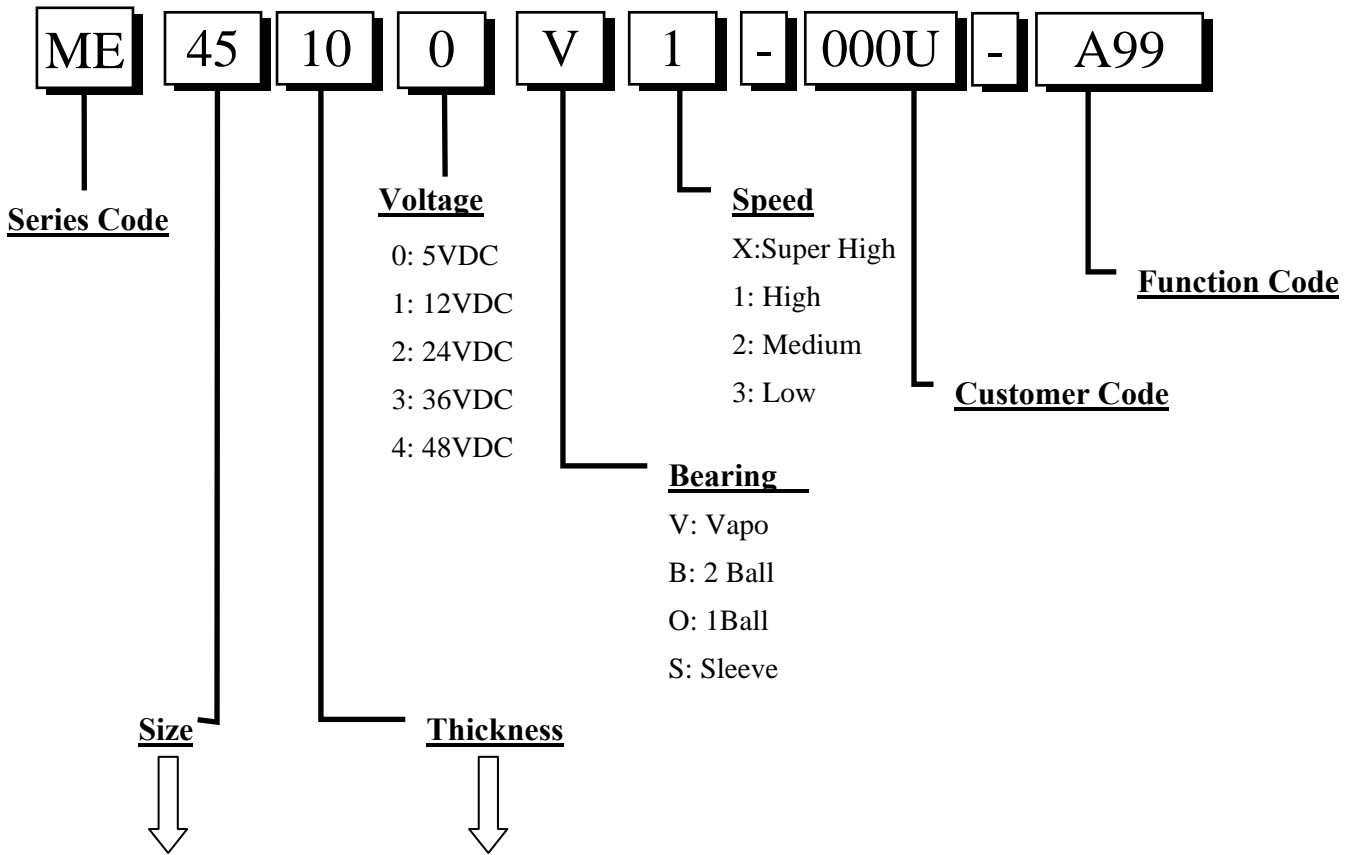 ME 45 10 0 V 1 - 000U - A99
Series Code
Voltage
0: 5VDC
1: 12VDC
2: 24VDC
3: 36VDC
4: 48VDC
Speed
X:Super High
1: High
2: Medium
3: Low
Function Code
Customer Code
Bearing
V: Vapo
B: 2 Ball
O: 1Ball
S: Sleeve
Size
Thickness